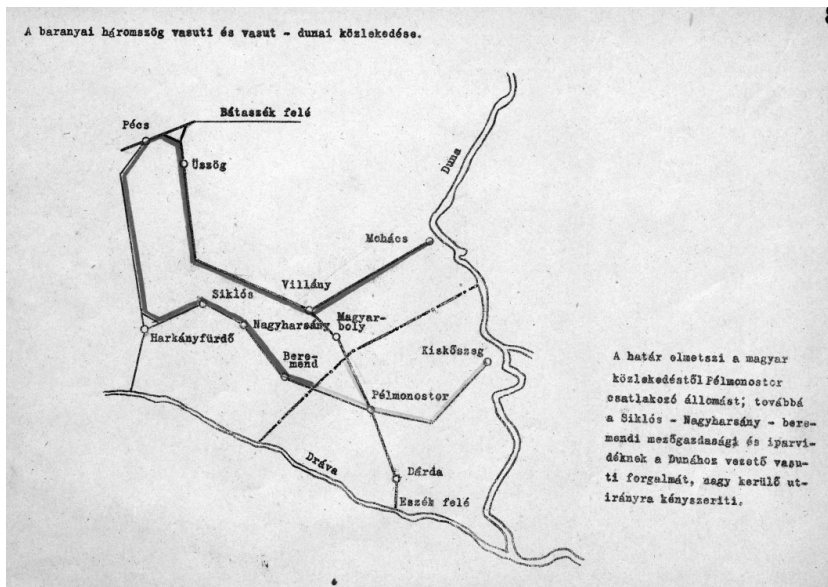 A baranyai háromszög vasuti és vasut - dunai közlekedése.
Bátaszék felé
Pécs
Üszög
Duna
Mohács
Villány
Siklós
Magyar-
boly
Nagyharsány
Harkányfürdő
Kiskőszeg
Bere-
mend
Pélmonostor
Dráva
Dárda
Eszék felé
A határ elmetszi a magyar
közlekedéstől Pélmonostor
csatlakozó állomást; továbbá
a Siklós - Nagyharsány - bere-
mendi mezőgazdasági és iparvi-
déknek a Dunához vezető vasu-
ti forgalmát, nagy kerülő ut-
irányra kényszeriti.